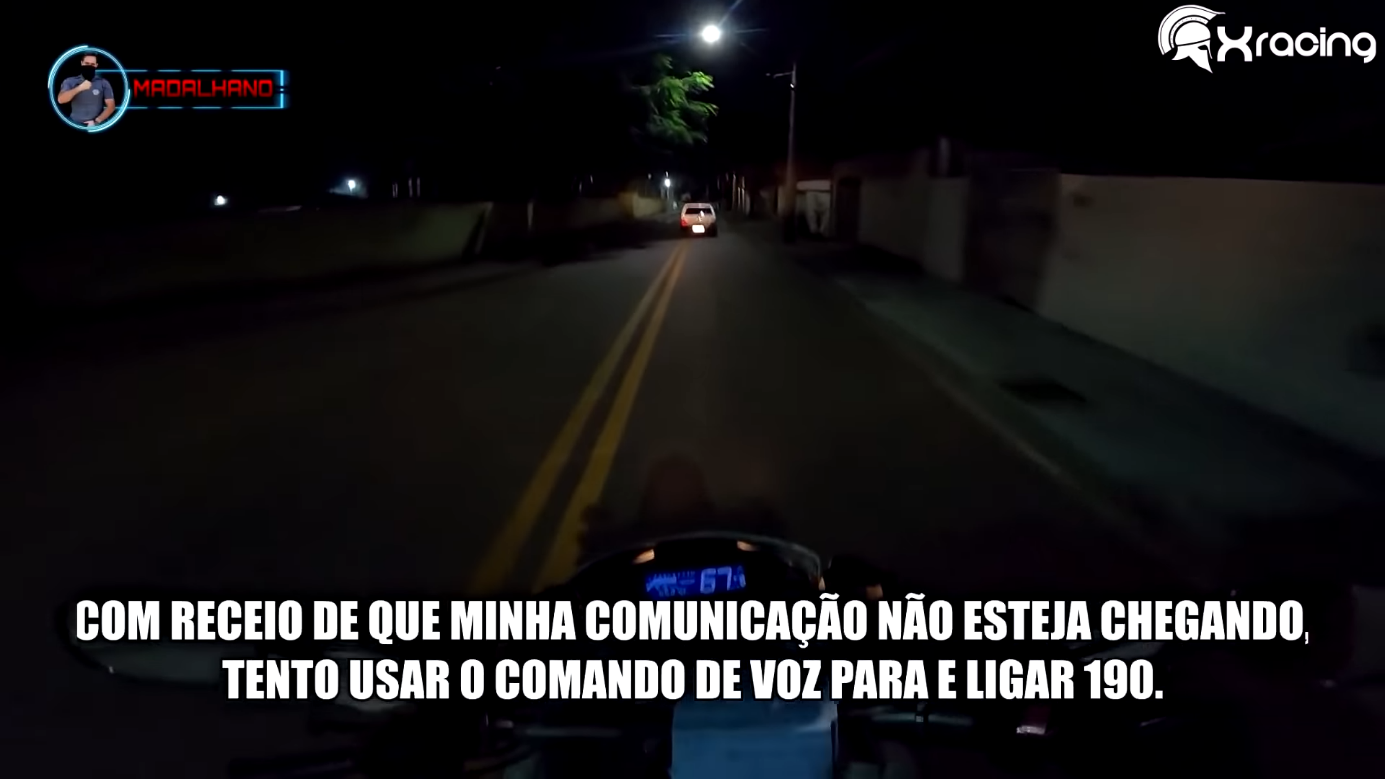 MADALHANO
Xracing
67
COM RECEIO DE QUE MINHA COMUNICAÇÃO NÃO ESTEJA CHEGANDO,
TENTO USAR O COMANDO DE VOZ PARA E LIGAR 190.